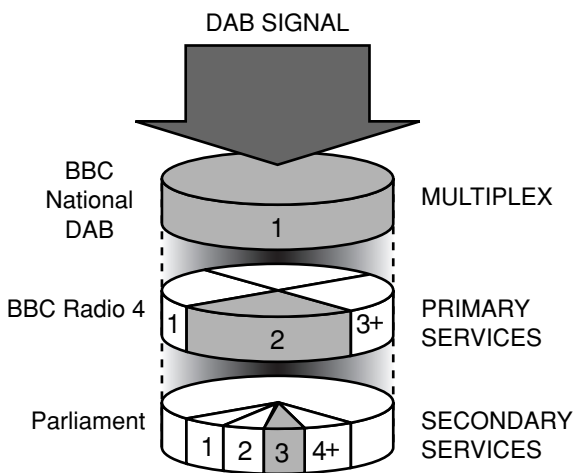 DAB SIGNAL
BBC
National
DAB
1
MULTIPLEX
BBC Radio 4
1
2
3+
PRIMARY
SERVICES
Parliament
1
2
3
4+
SECONDARY
SERVICES